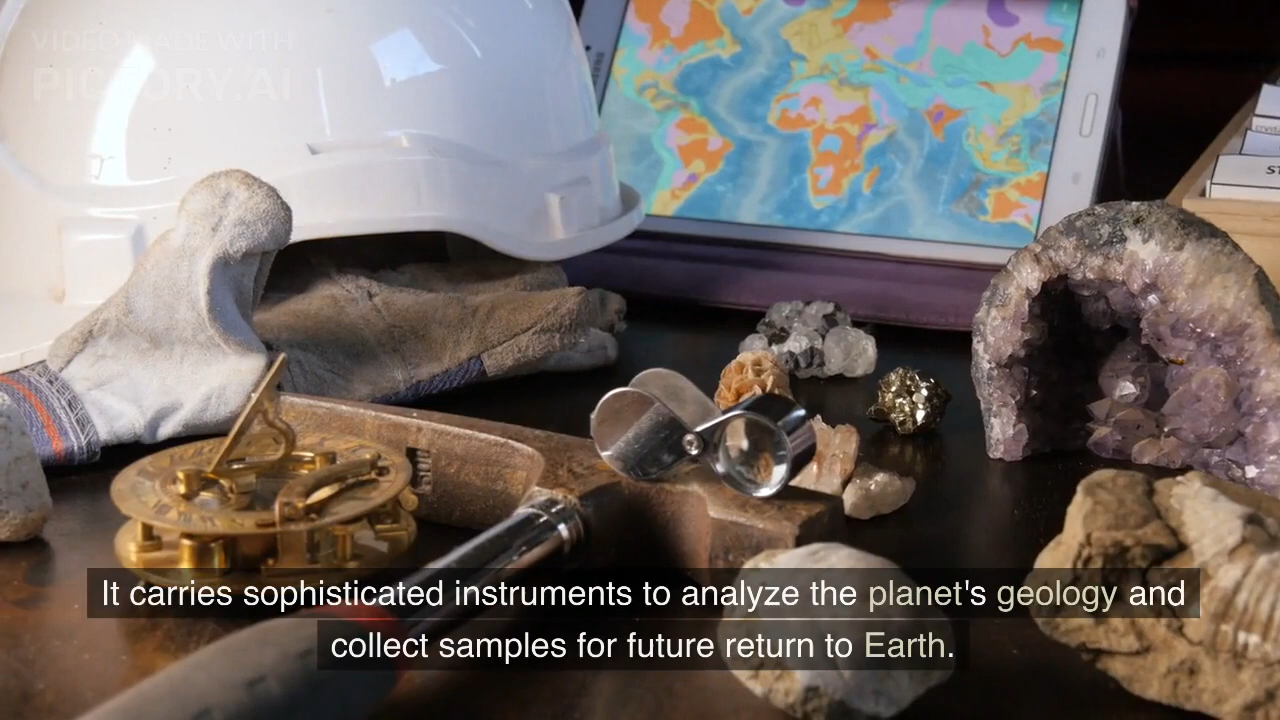 VIDEO MADE WITH
PICTORY.AI
ST
It carries sophisticated instruments to analyze the planet's geology and
collect samples for future return to Earth.